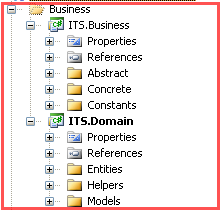 Business
ITS.Business
Properties
References
Abstract
Concrete
Constants
ITS.Domain
Properties
References
Entities
Helpers
Models